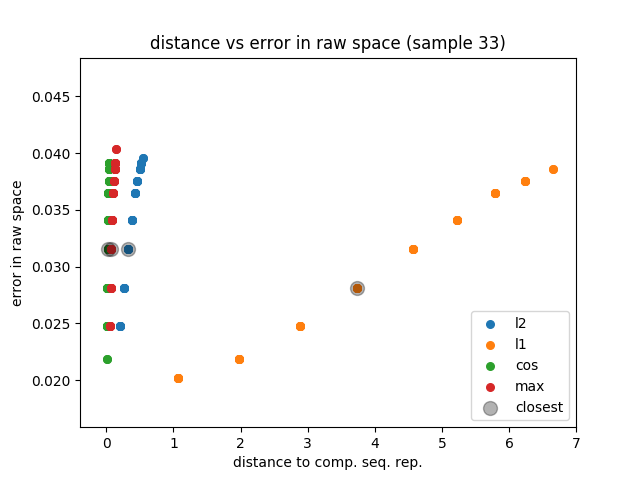 distance vs error in raw space (sample 33)
error in raw space
0.045
0.040
0.035
0.030
0.025
0.020
l2
l1
cos
max
closest
0 1 2 3 4 5 6 7
distance to comp. seq. rep.